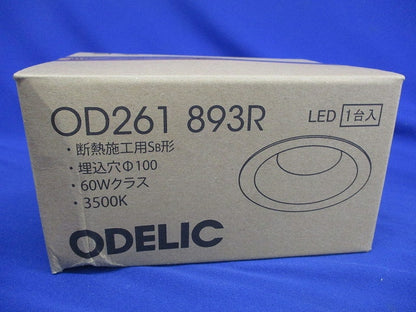 OD261 893R
LED 1台入
・断熱施工用SB形
・埋込穴Φ100
・60Wクラス
・3500K
ODELIC